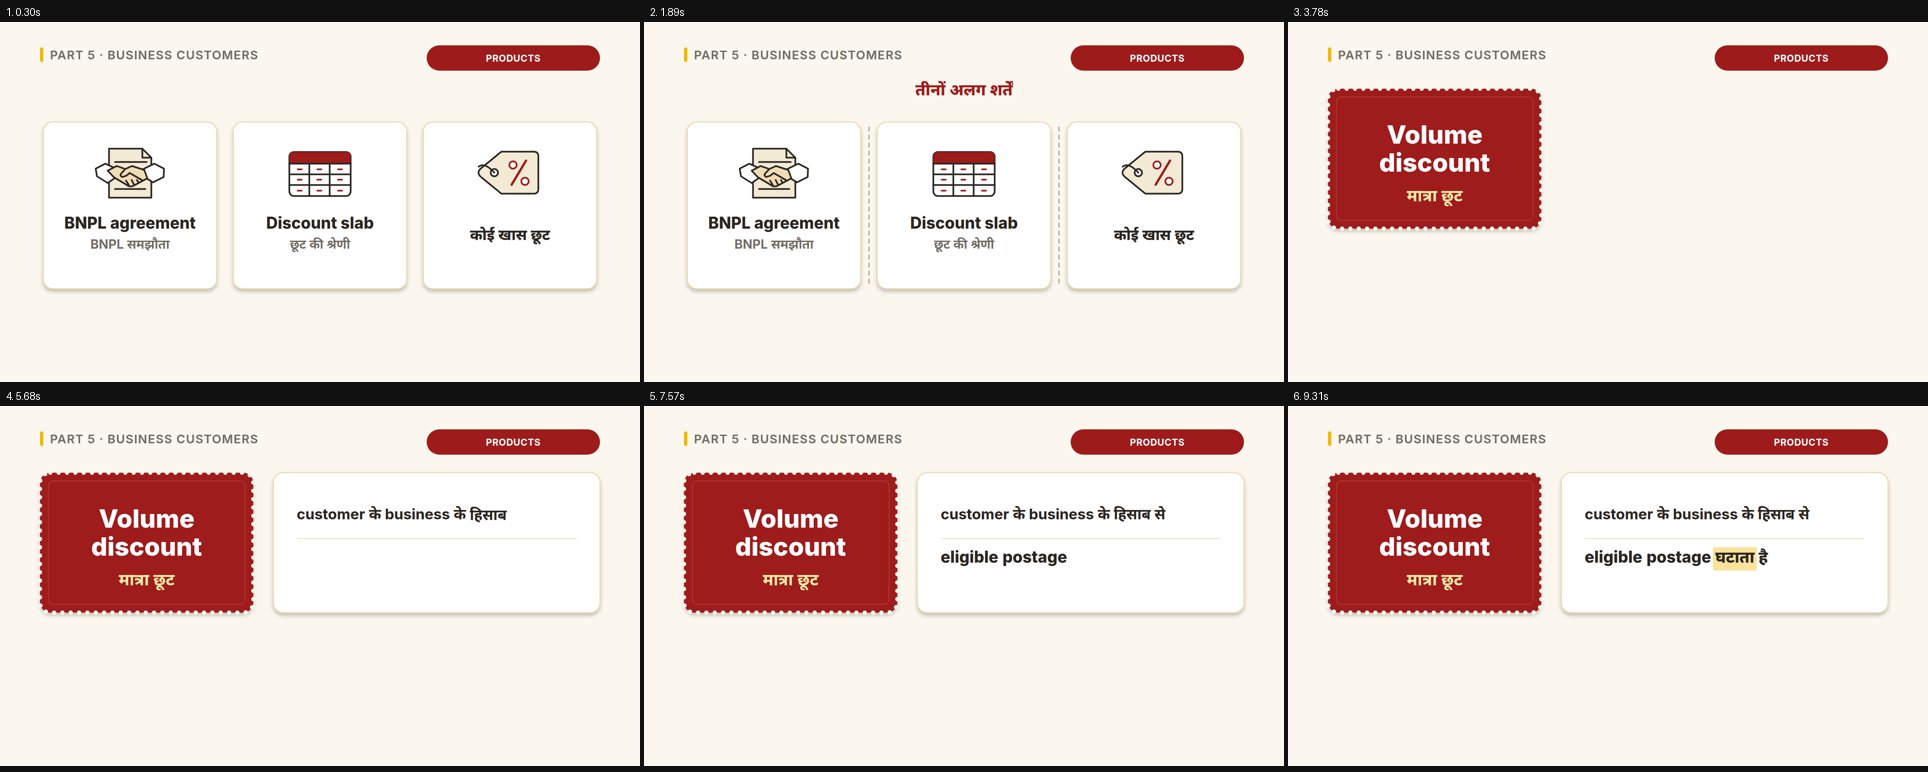 1. 0.30s
PART 5 · BUSINESS CUSTOMERS
PRODUCTS
BNPL agreement
BNPL समझौता
Discount slab
छूट की श्रेणी
कोई खास छूट
2. 1.89s
PART 5 · BUSINESS CUSTOMERS
PRODUCTS
तीनों अलग शर्तें
BNPL agreement
BNPL समझौता
Discount slab
छूट की श्रेणी
कोई खास छूट
3. 3.78s
PART 5 · BUSINESS CUSTOMERS
PRODUCTS
Volume
discount
मात्रा छूट
4. 5.68s
PART 5 · BUSINESS CUSTOMERS
PRODUCTS
Volume
discount
मात्रा छूट
customer के business के हिसाब
5. 7.57s
PART 5 · BUSINESS CUSTOMERS
PRODUCTS
Volume
discount
मात्रा छूट
customer के business के हिसाब से
eligible postage
6. 9.31s
PART 5 · BUSINESS CUSTOMERS
PRODUCTS
Volume
discount
मात्रा छूट
customer के business के हिसाब से
eligible postage घटाता है